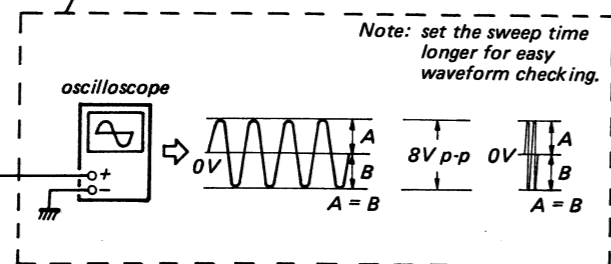 Note: set the sweep time
longer for easy
waveform checking.
oscilloscope
+
–
0V
A
B
A = B
8V p-p
0V
A
B
A = B